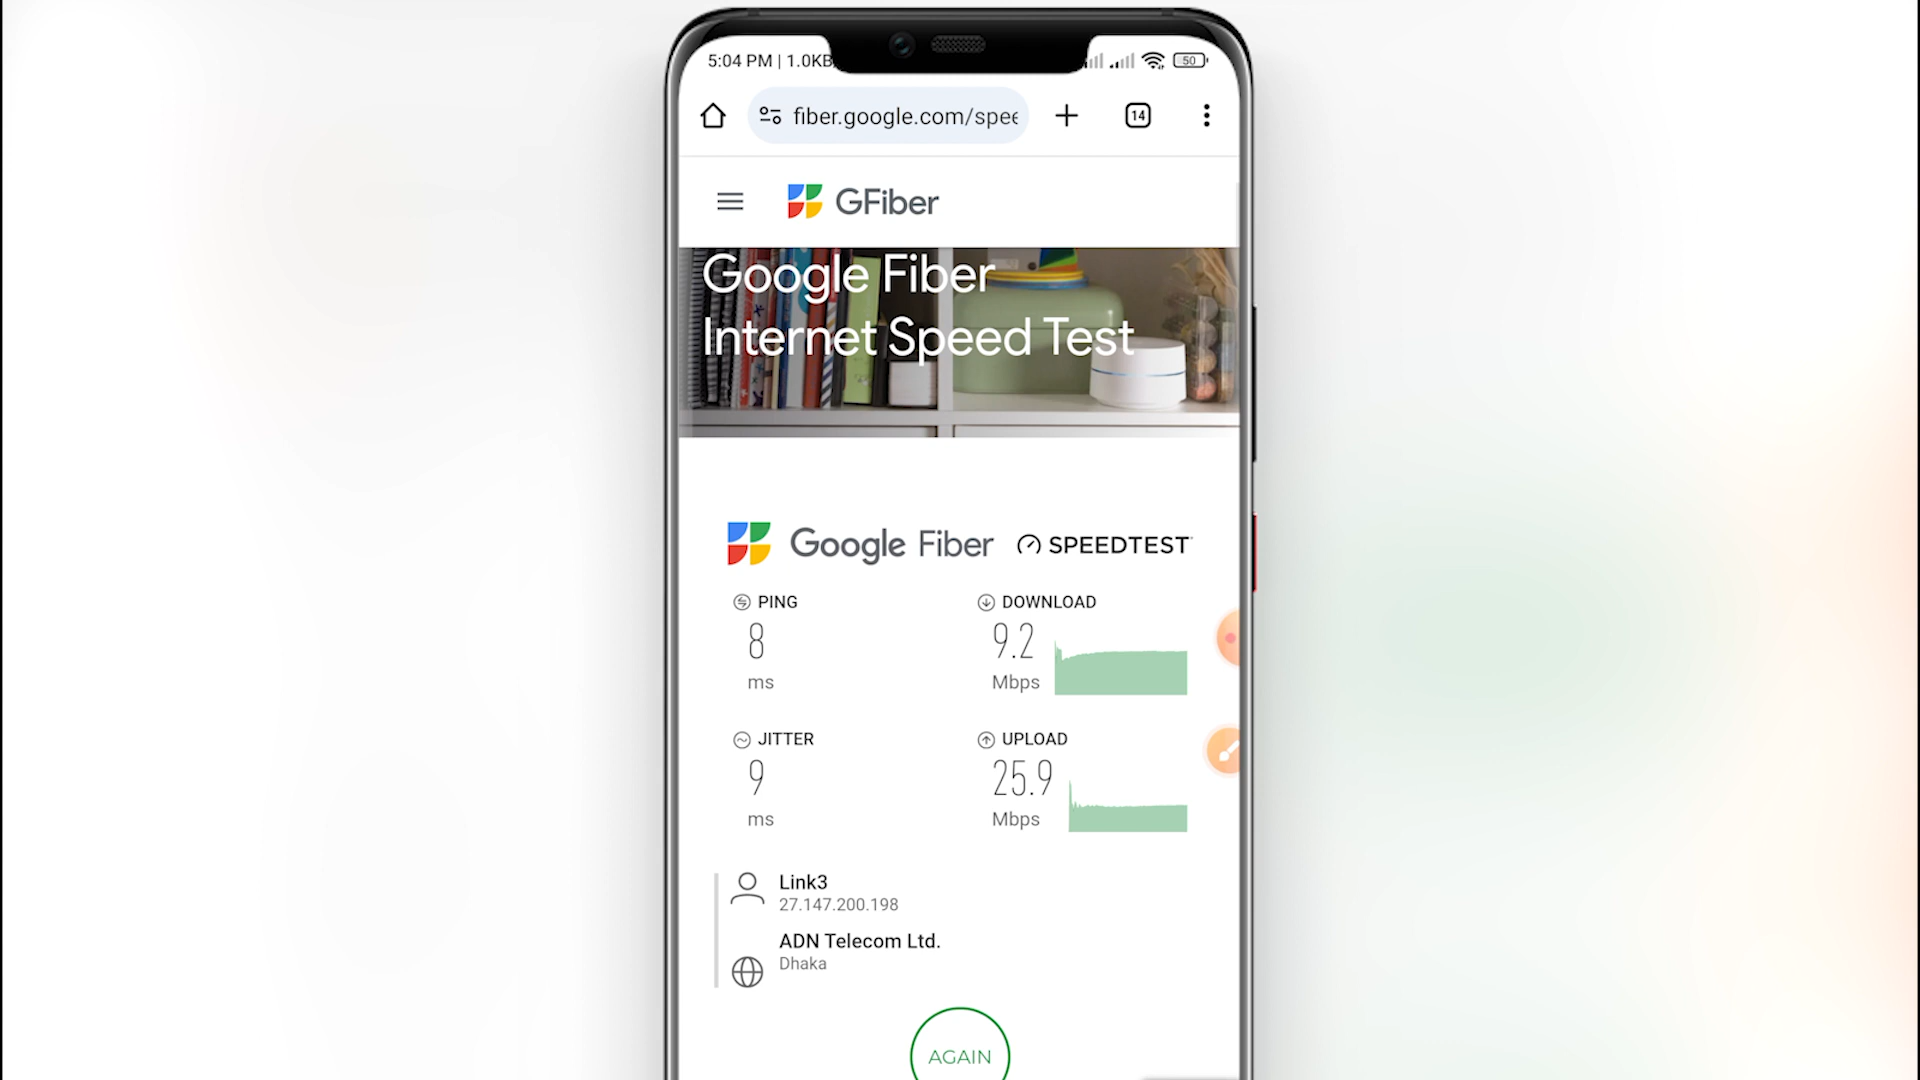 5:04 PM | 1.0KB
50
fiber.google.com/spee
14
GFiber
Google Fiber
Internet Speed Test
Google Fiber
SPEEDTEST
PING
8
ms
DOWNLOAD
9.2
Mbps
JITTER
9
ms
UPLOAD
25.9
Mbps
Link3
27.147.200.198
ADN Telecom Ltd.
Dhaka
AGAIN